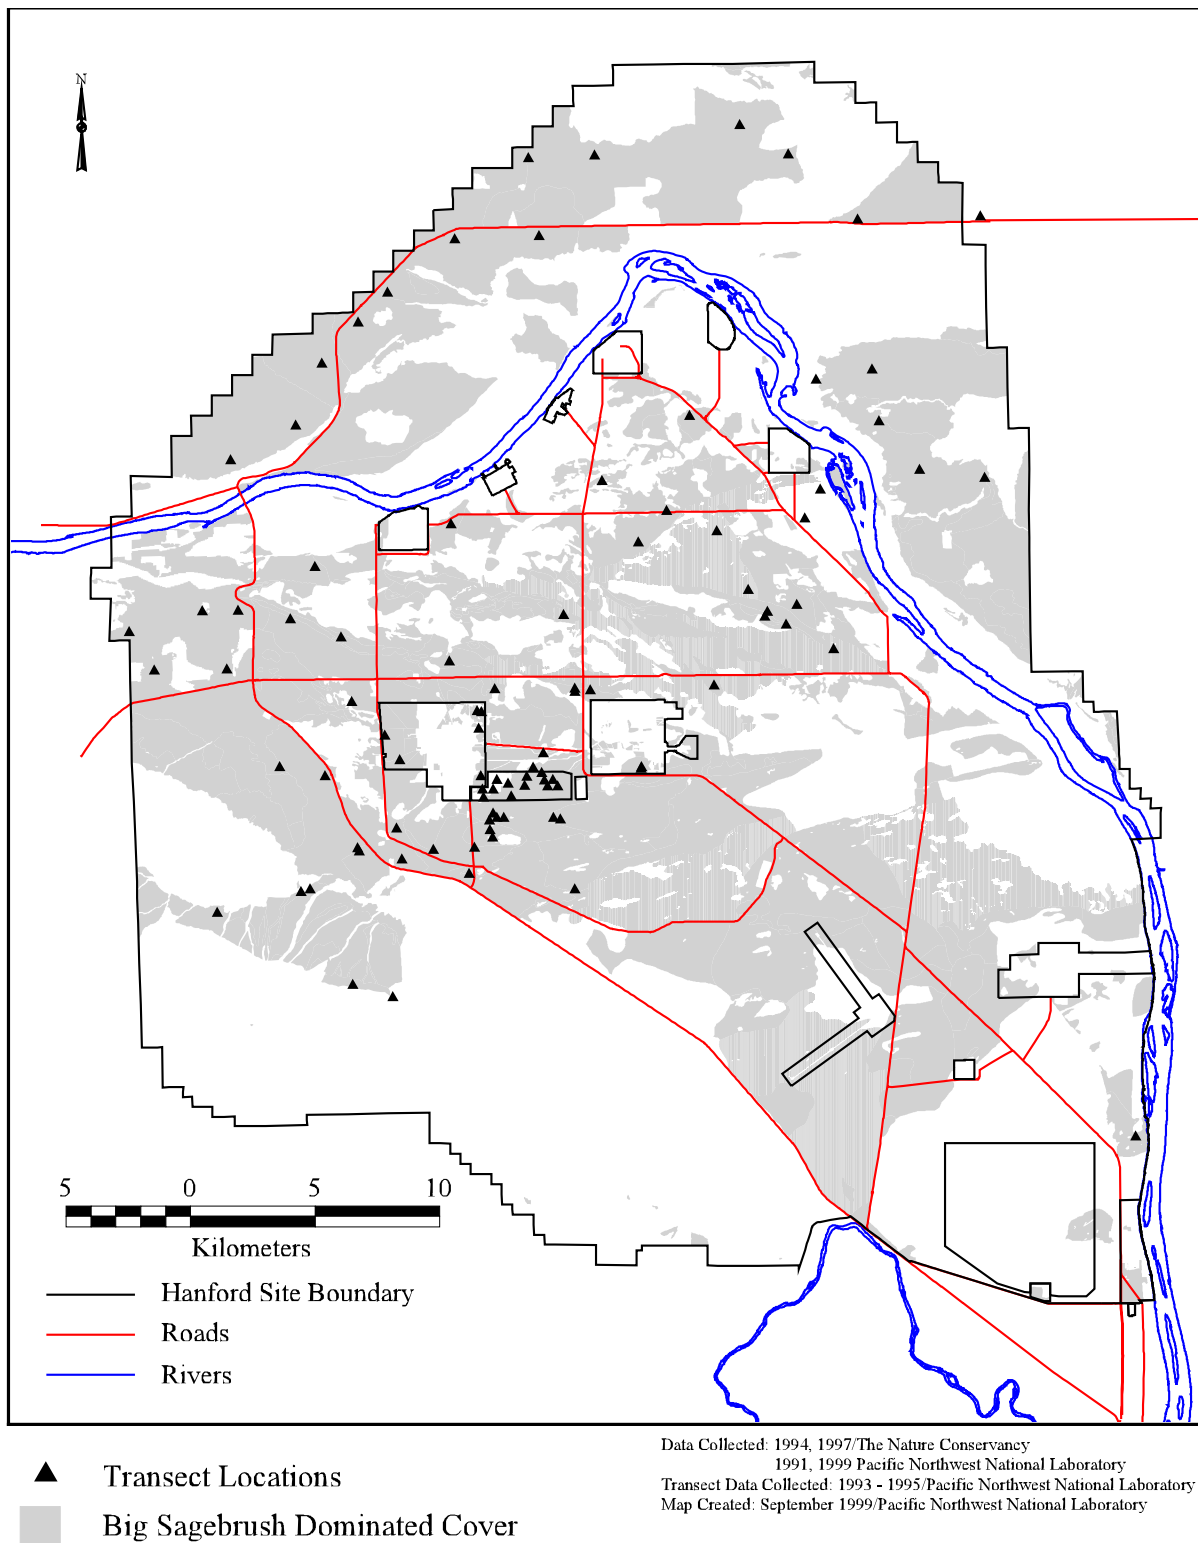 N
5 0 5 10
Kilometers
Hanford Site Boundary
Roads
Rivers
Transect Locations
Big Sagebrush Dominated Cover
Data Collected: 1994, 1997/The Nature Conservancy
1991, 1999 Pacific Northwest National Laboratory
Transect Data Collected: 1993 - 1995/Pacific Northwest National Laboratory
Map Created: September 1999/Pacific Northwest National Laboratory